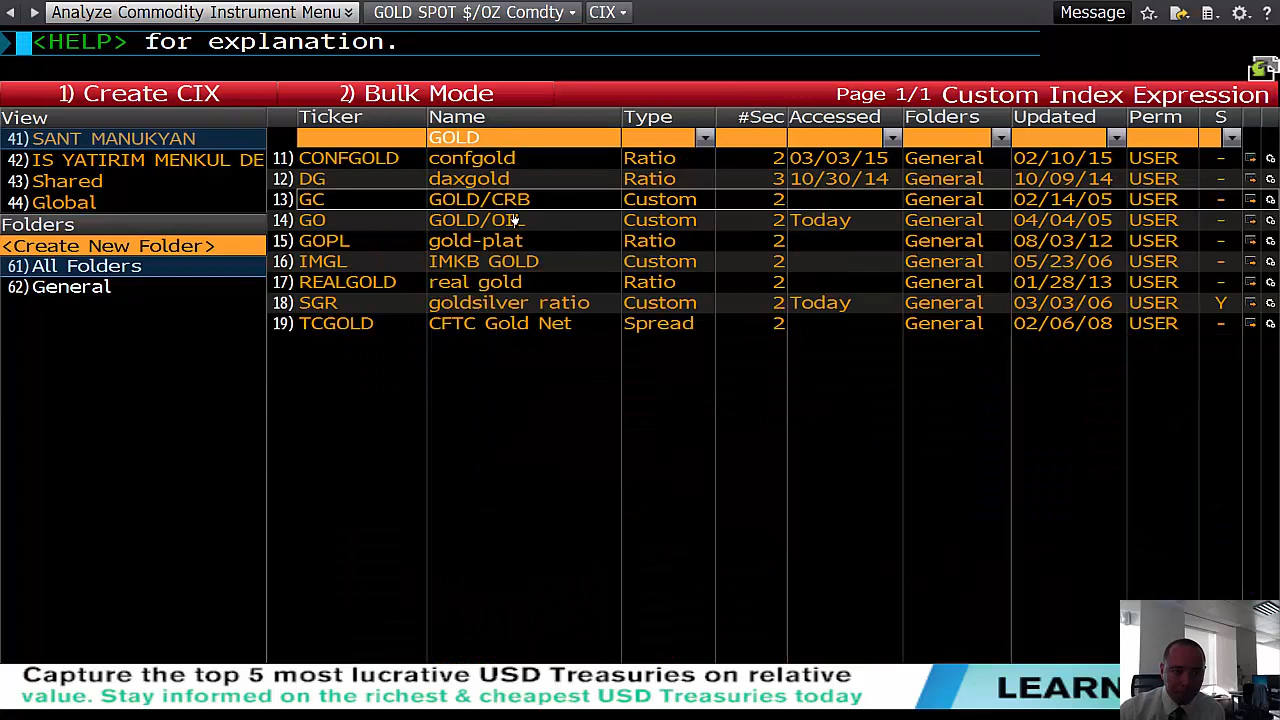 Analyze Commodity Instrument Menu GOLD SPOT $/OZ Comdty CIX Message ?
<HELP> for explanation.
1) Create CIX 2) Bulk Mode Page 1/1 Custom Index Expression
View Ticker Name Type #Sec Accessed Folders Updated Perm S
41) SANT MANUKYAN GOLD
42) IS YATIRIM MENKUL DE 11) CONFGOLD confgold Ratio 2 03/03/15 General 02/10/15 USER -
43) Shared 12) DG daxgold Ratio 3 10/30/14 General 10/09/14 USER -
44) Global 13) GC GOLD/CRB Custom 2 General 02/14/05 USER -
Folders 14) GO GOLD/OIL Custom 2 Today General 04/04/05 USER -
<Create New Folder> 15) GOPL gold-plat Ratio 2 General 08/03/12 USER -
61) All Folders 16) IMGL IMKB GOLD Custom 2 General 05/23/06 USER -
62) General 17) REALGOLD real gold Ratio 2 General 01/28/13 USER -
18) SGR goldsilver ratio Custom 2 Today General 03/03/06 USER Y
19) TCGOLD CFTC Gold Net Spread 2 General 02/06/08 USER -
Capture the top 5 most lucrative USD Treasuries on relative
value. Stay informed on the richest & cheapest USD Treasuries today
LEARN